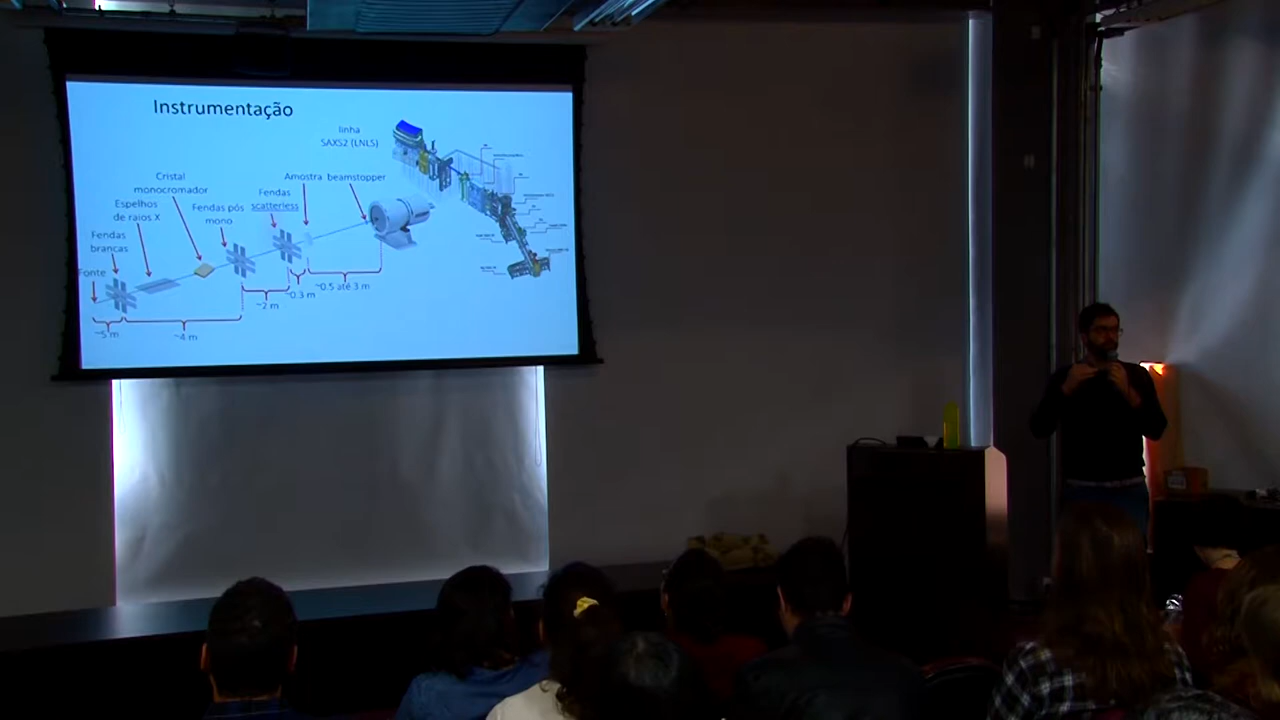 Instrumentação
linha
SAXS2 (LNLS)
Cristal
monocromador
Amostra beamstopper
Fendas
scatterless
Espelhos
de raios X
Fendas pós
mono
Fendas
brancas
Fonte
~5 m
~4 m
~2 m
~0.3 m
~0.5 até 3 m